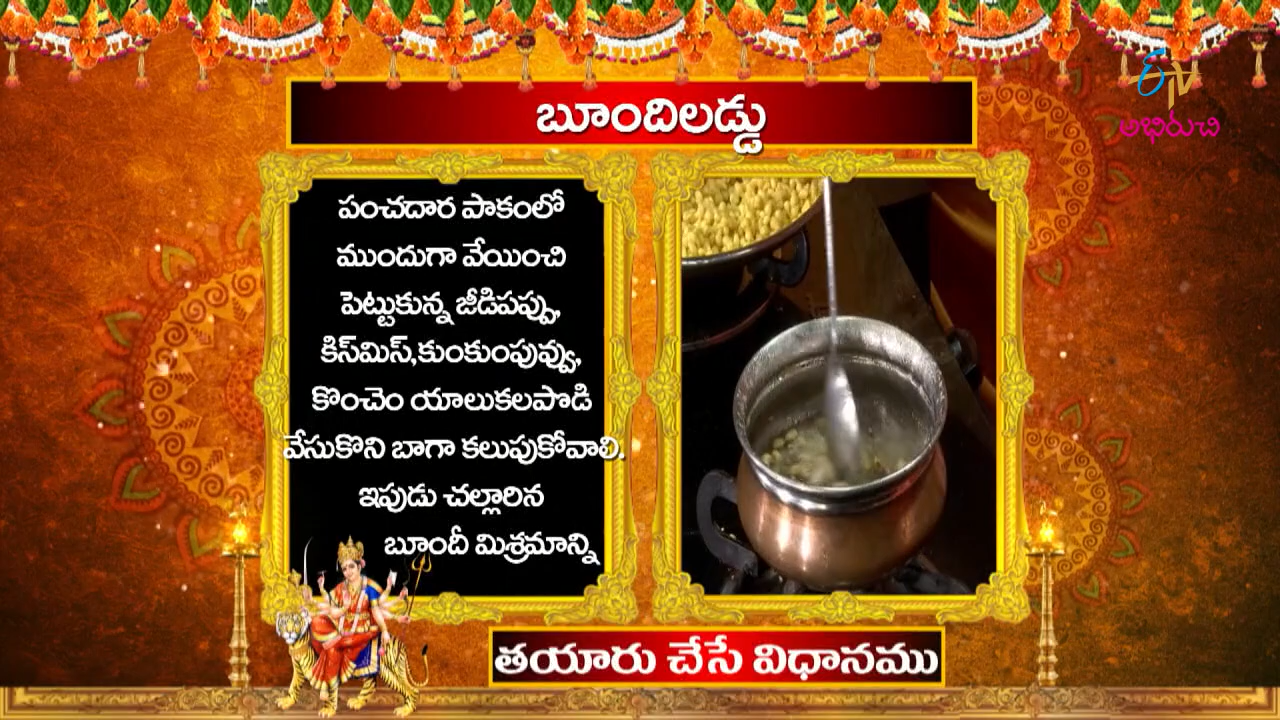 బూందిలడ్డు
ETV
అభిరుచి
పంచదార పాకంలో
ముందుగా వేయించి
పెట్టుకున్న జీడిపప్పు,
కిస్‌మిస్,కుంకుంపువ్వు,
కొంచెం యాలుకలపొడి
వేసుకొని బాగా కలుపుకోవాలి.
ఇపుడు చల్లారిన
బూందీ మిశ్రమాన్ని
తయారు చేసే విధానము